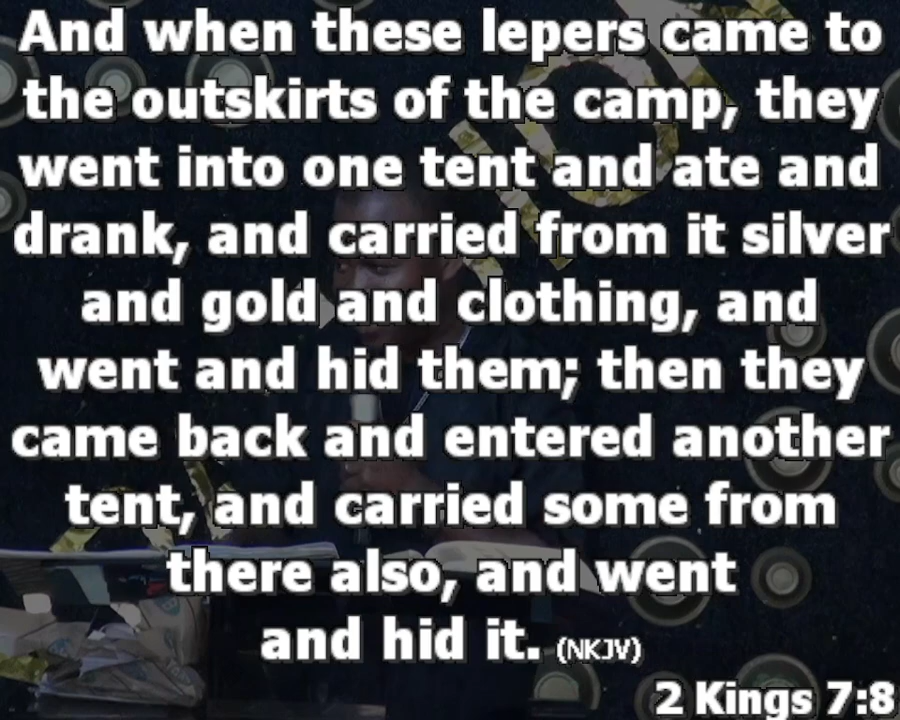 And when these lepers came to
the outskirts of the camp, they
went into one tent and ate and
drank, and carried from it silver
and gold and clothing, and
went and hid them; then they
came back and entered another
tent, and carried some from
there also, and went
and hid it. (NKJV)
2 Kings 7:8